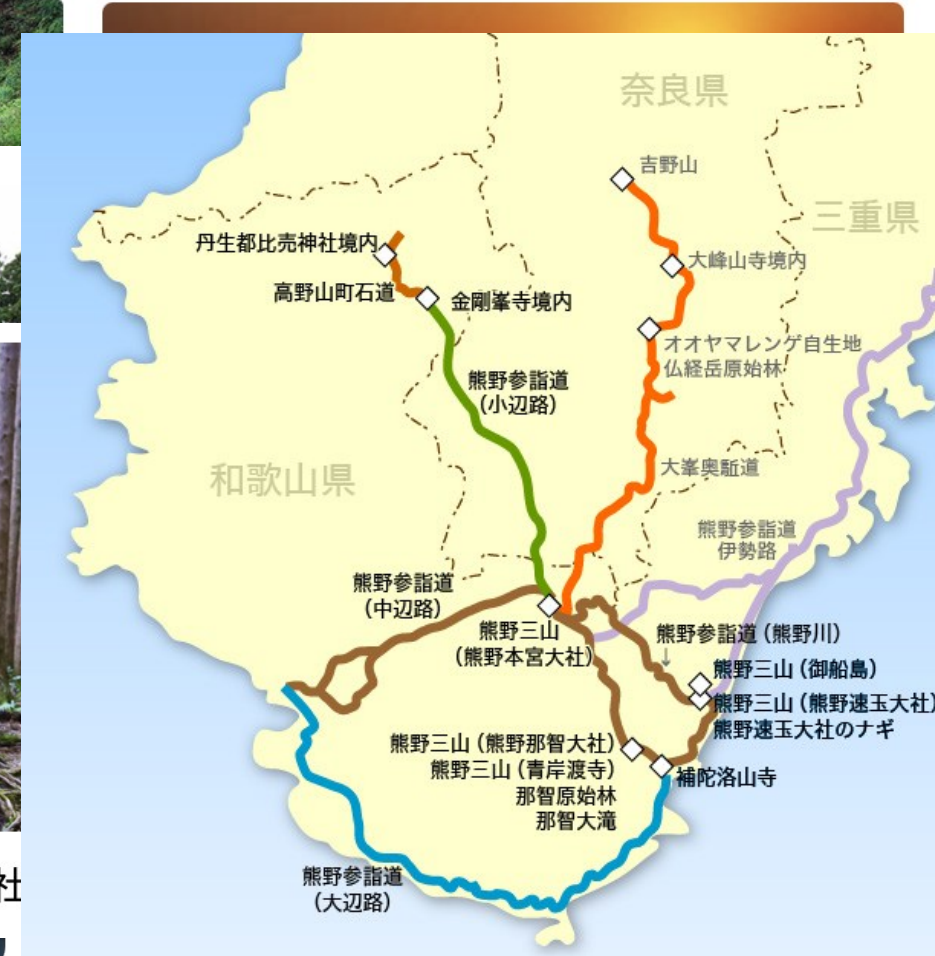 奈良県
吉野山
三重県
丹生都比売神社境内
大峰山寺境内
高野山町石道
金剛峯寺境内
オオヤマレンゲ自生地
仏経岳原始林
熊野参詣道
(小辺路)
大峯奥駈道
和歌山県
熊野参詣道
伊勢路
熊野参詣道
(中辺路)
熊野三山
(熊野本宮大社)
熊野参詣道(熊野川)
↓
熊野三山(御船島)
熊野三山(熊野速玉大社)
熊野速玉大社のナギ
熊野三山(熊野那智大社)
熊野三山(青岸渡寺)
那智原始林
那智大滝
補陀洛山寺
熊野参詣道
(大辺路)
社